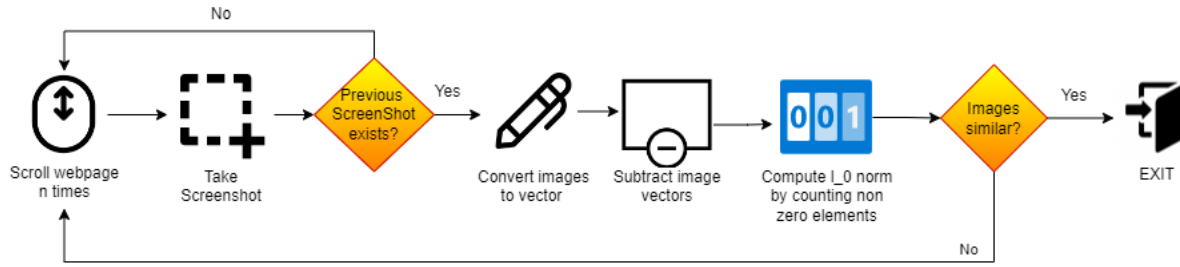 No
Previous
ScreenShot
exists?
Yes
001
Images
similar?
Yes
Scroll webpage
n times
Take
Screenshot
Convert images
to vector
Subtract image
vectors
Compute l_0 norm
by counting non
zero elements
EXIT
No